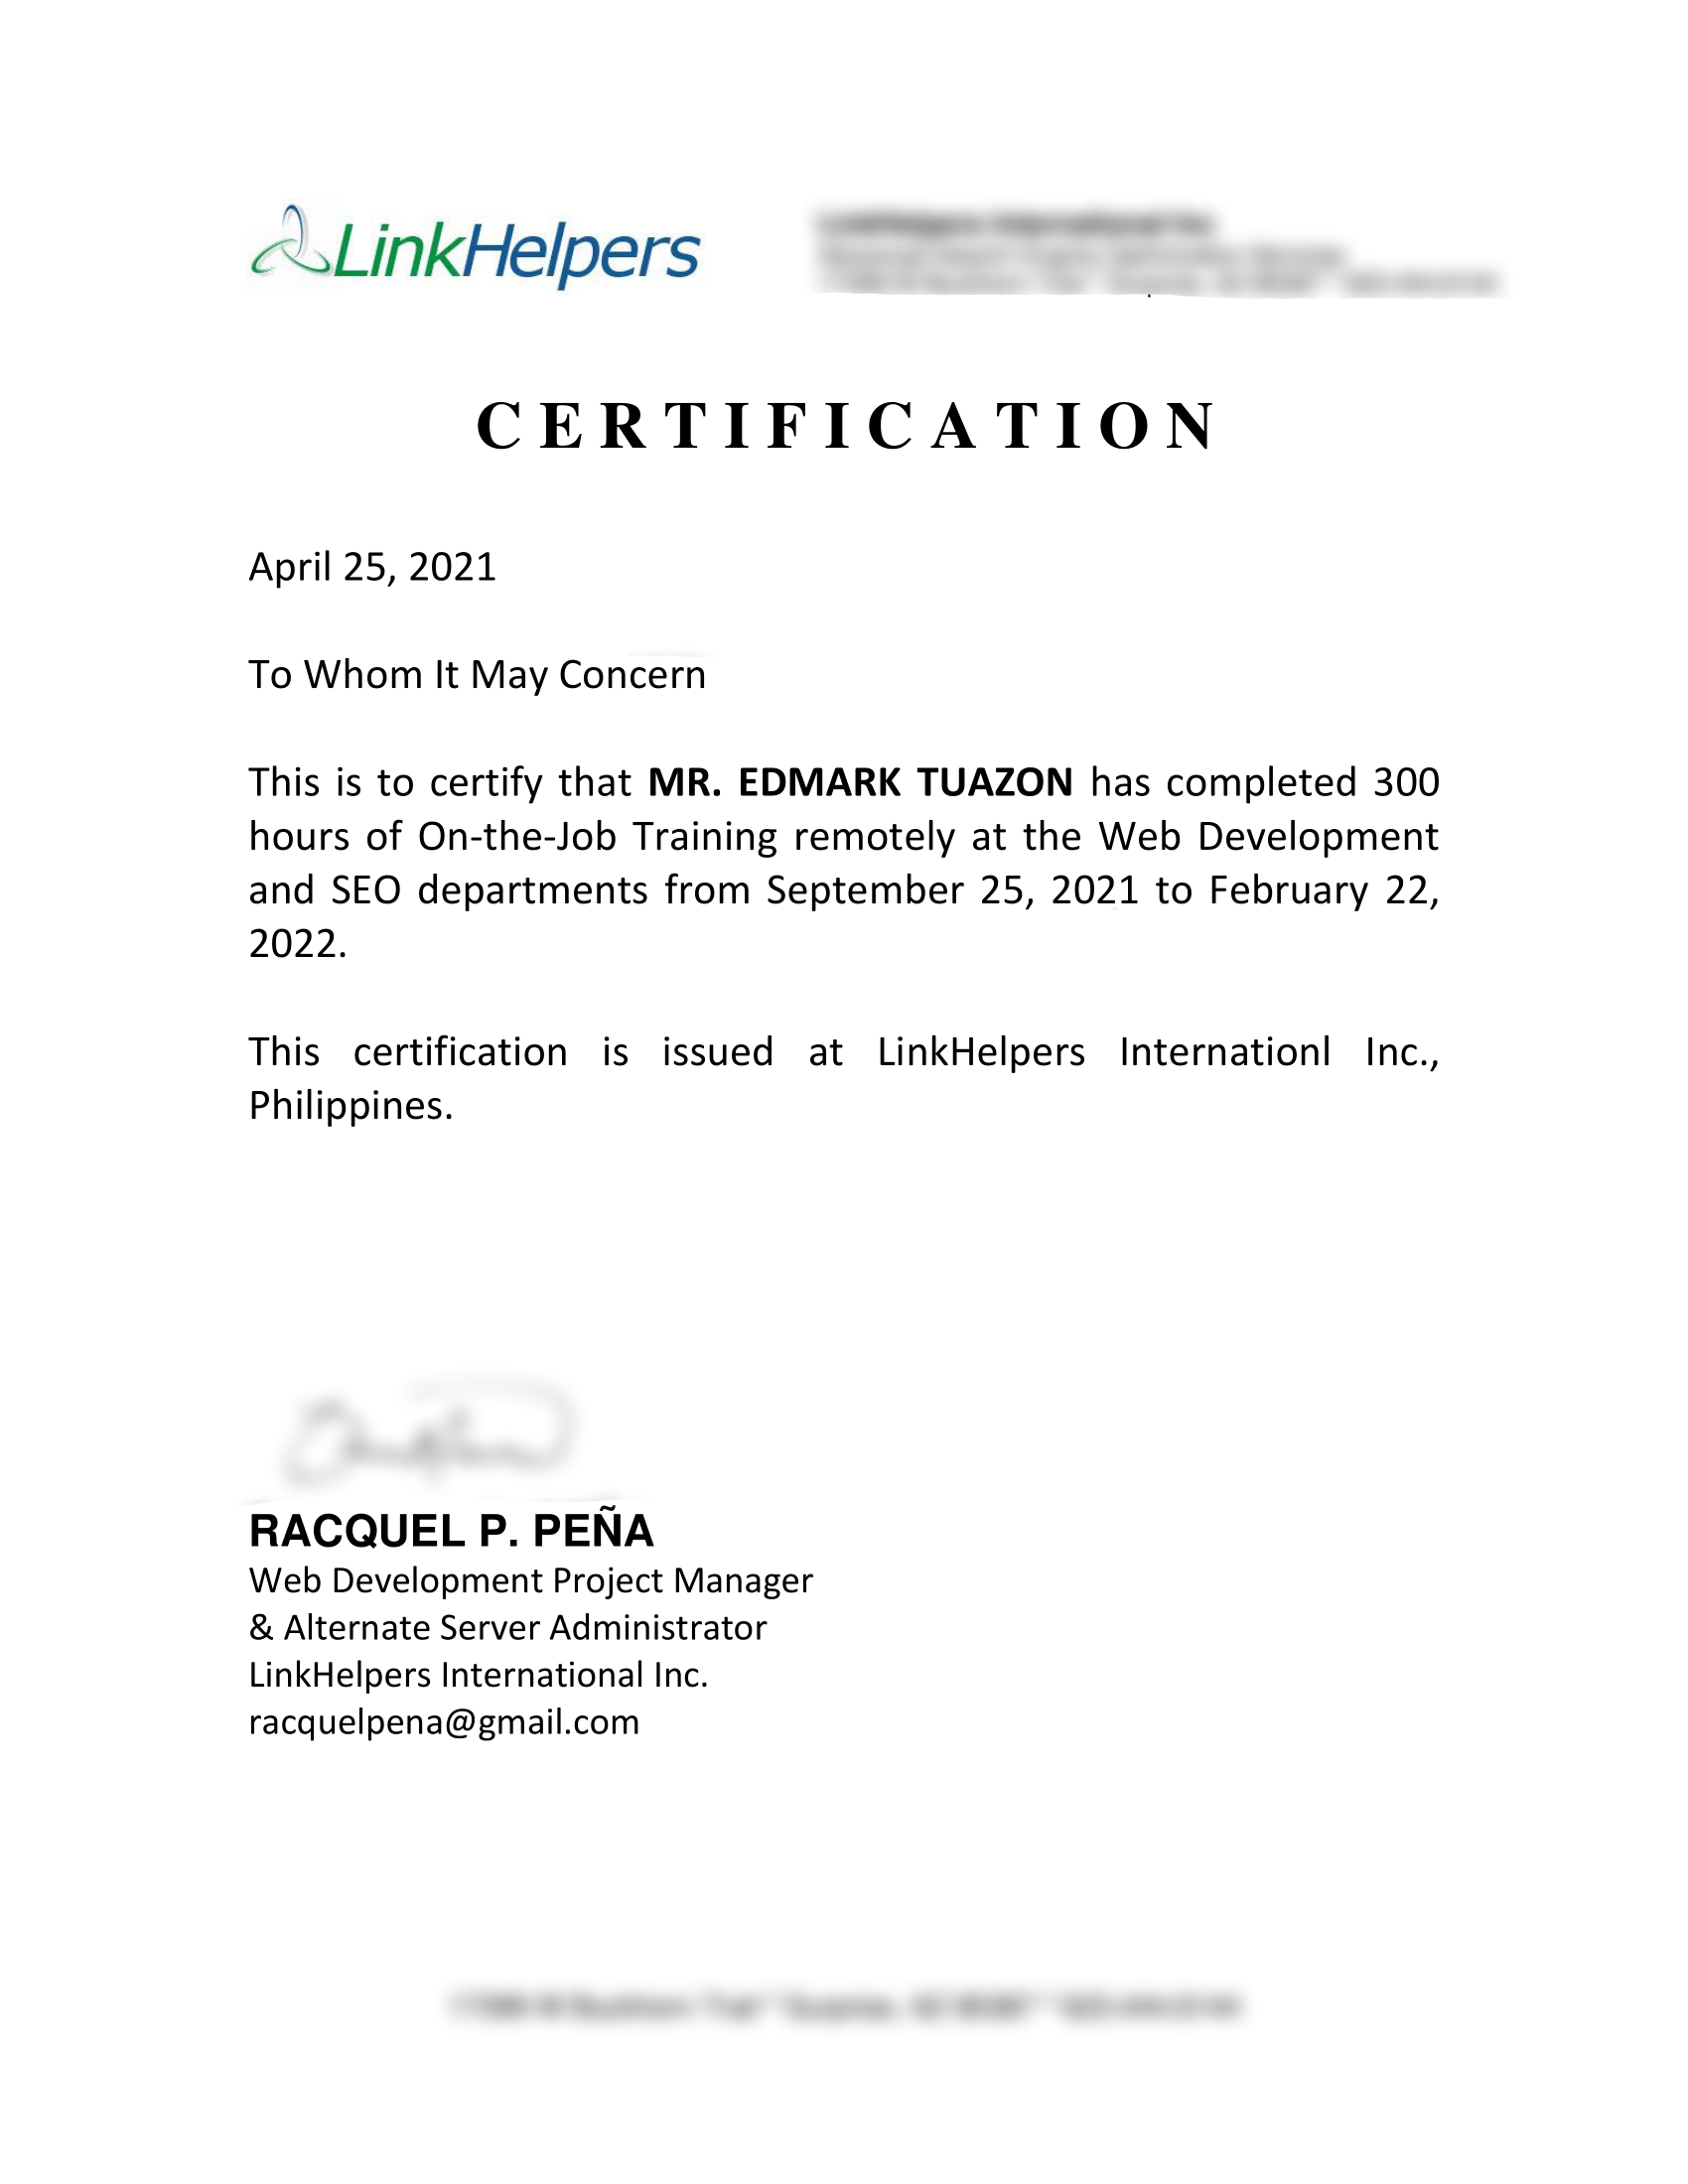 LinkHelpers
CERTIFICATION
April 25, 2021
To Whom It May Concern
This is to certify that MR. EDMARK TUAZON has completed 300
hours of On-the-Job Training remotely at the Web Development
and SEO departments from September 25, 2021 to February 22,
2022.
This certification is issued at LinkHelpers Internationl Inc.,
Philippines.
RACQUEL P. PEÑA
Web Development Project Manager
& Alternate Server Administrator
LinkHelpers International Inc.
racquelpena@gmail.com